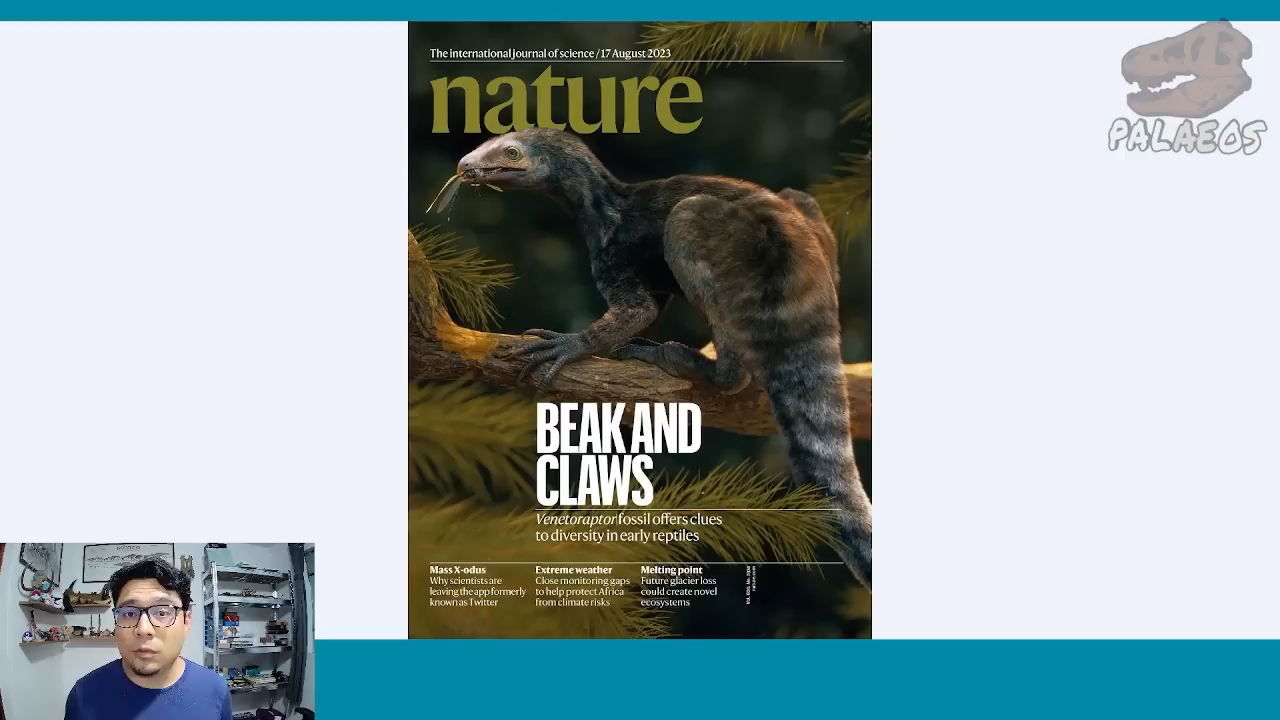 The international journal of science / 17 August 2023
nature
PALAEOS
BEAK AND
CLAWS
Venetoraptor fossil offers clues
to diversity in early reptiles
Mass X-odus
Why scientists are
leaving the app formerly
known as Twitter
Extreme weather
Close monitoring gaps
to help protect Africa
from climate risks
Melting point
Future glacier loss
could create novel
ecosystems